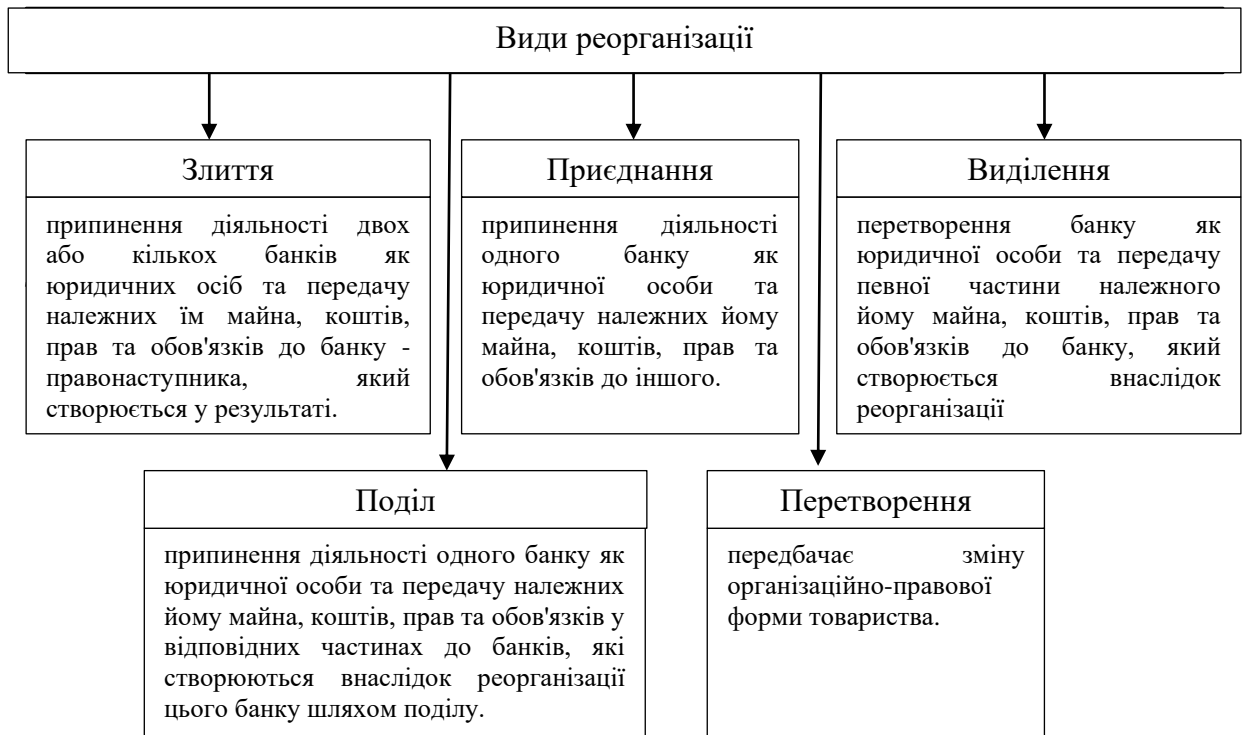 Види реорганізації
Злиття
припинення діяльності двох
або кількох банків як
юридичних осіб та передачу
належних їм майна, коштів,
прав та обов'язків до банку -
правонаступника, який
створюється у результаті.
Приєднання
припинення діяльності
одного банку як
юридичної особи та
передачу належних йому
майна, коштів, прав та
обов'язків до іншого.
Виділення
перетворення банку як
юридичної особи та передачу
певної частини належного
йому майна, коштів, прав та
обов'язків до банку, який
створюється внаслідок
реорганізації
Поділ
припинення діяльності одного банку як
юридичної особи та передачу належних
йому майна, коштів, прав та обов'язків у
відповідних частинах до банків, які
створюються внаслідок реорганізації
цього банку шляхом поділу.
Перетворення
передбачає зміну
організаційно-правової
форми товариства.